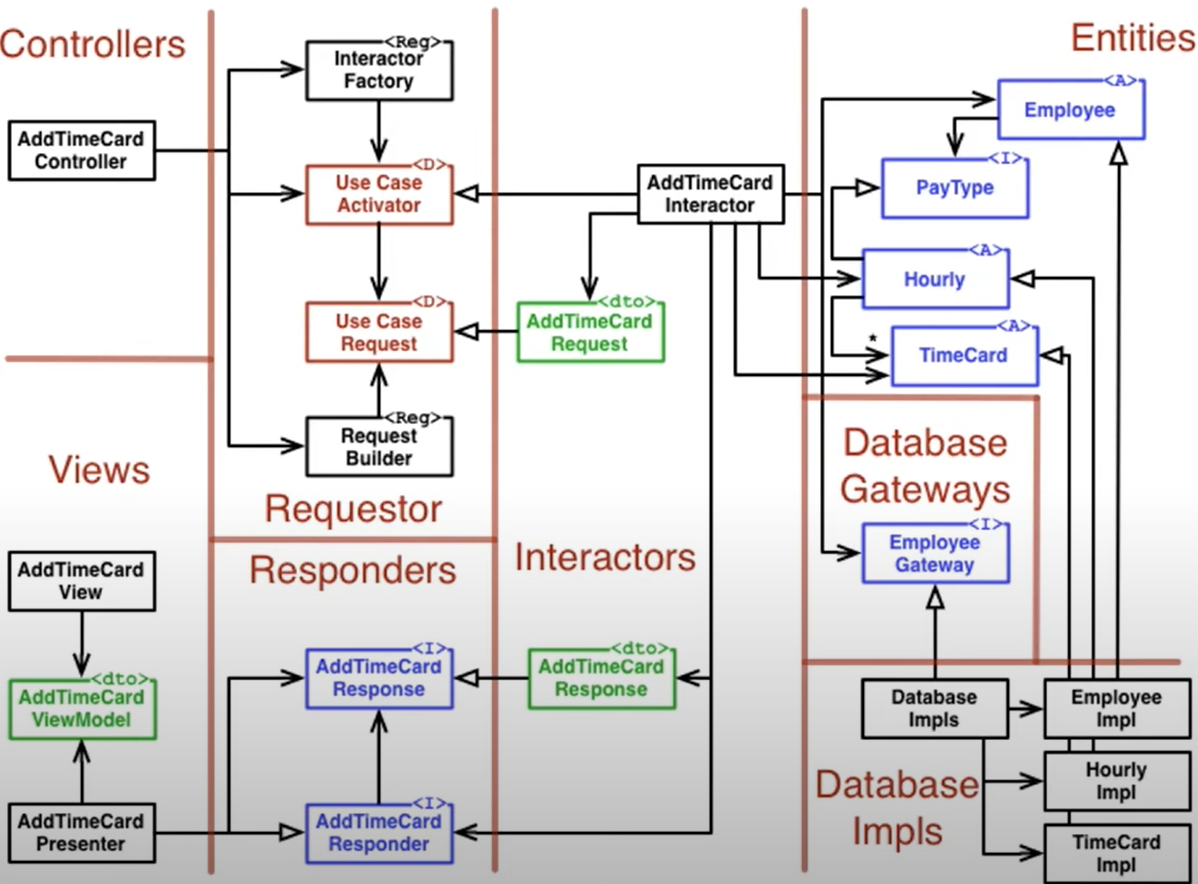 Controllers
<Reg>
Interactor
Factory
<A>
Entities
Employee
AddTimeCard
Controller
<D>
Use Case
Activator
AddTimeCard
Interactor
<I>
PayType
<A>
Hourly
<D>
Use Case
Request
<dto>
AddTimeCard
Request
*
<A>
TimeCard
<Reg>
Request
Builder
Views
Requestor
Database
Gateways
<I>
Employee
Gateway
Responders
Interactors
AddTimeCard
View
<dto>
AddTimeCard
ViewModel
<I>
AddTimeCard
Response
<dto>
AddTimeCard
Response
Database
Impls
Employee
Impl
Hourly
Impl
Database
Impls
AddTimeCard
Presenter
<I>
AddTimeCard
Responder
TimeCard
Impl